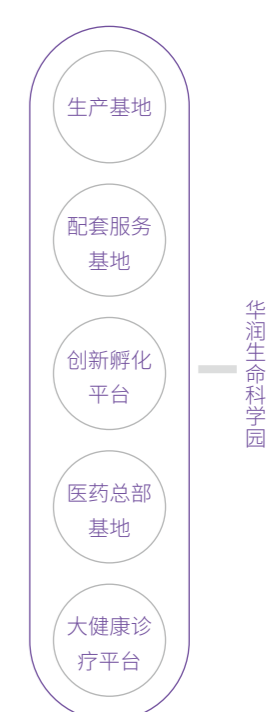 生产基地
配套服务
基地
创新孵化
平台
医药总部
基地
大健康诊
疗平台
华润生命科学园